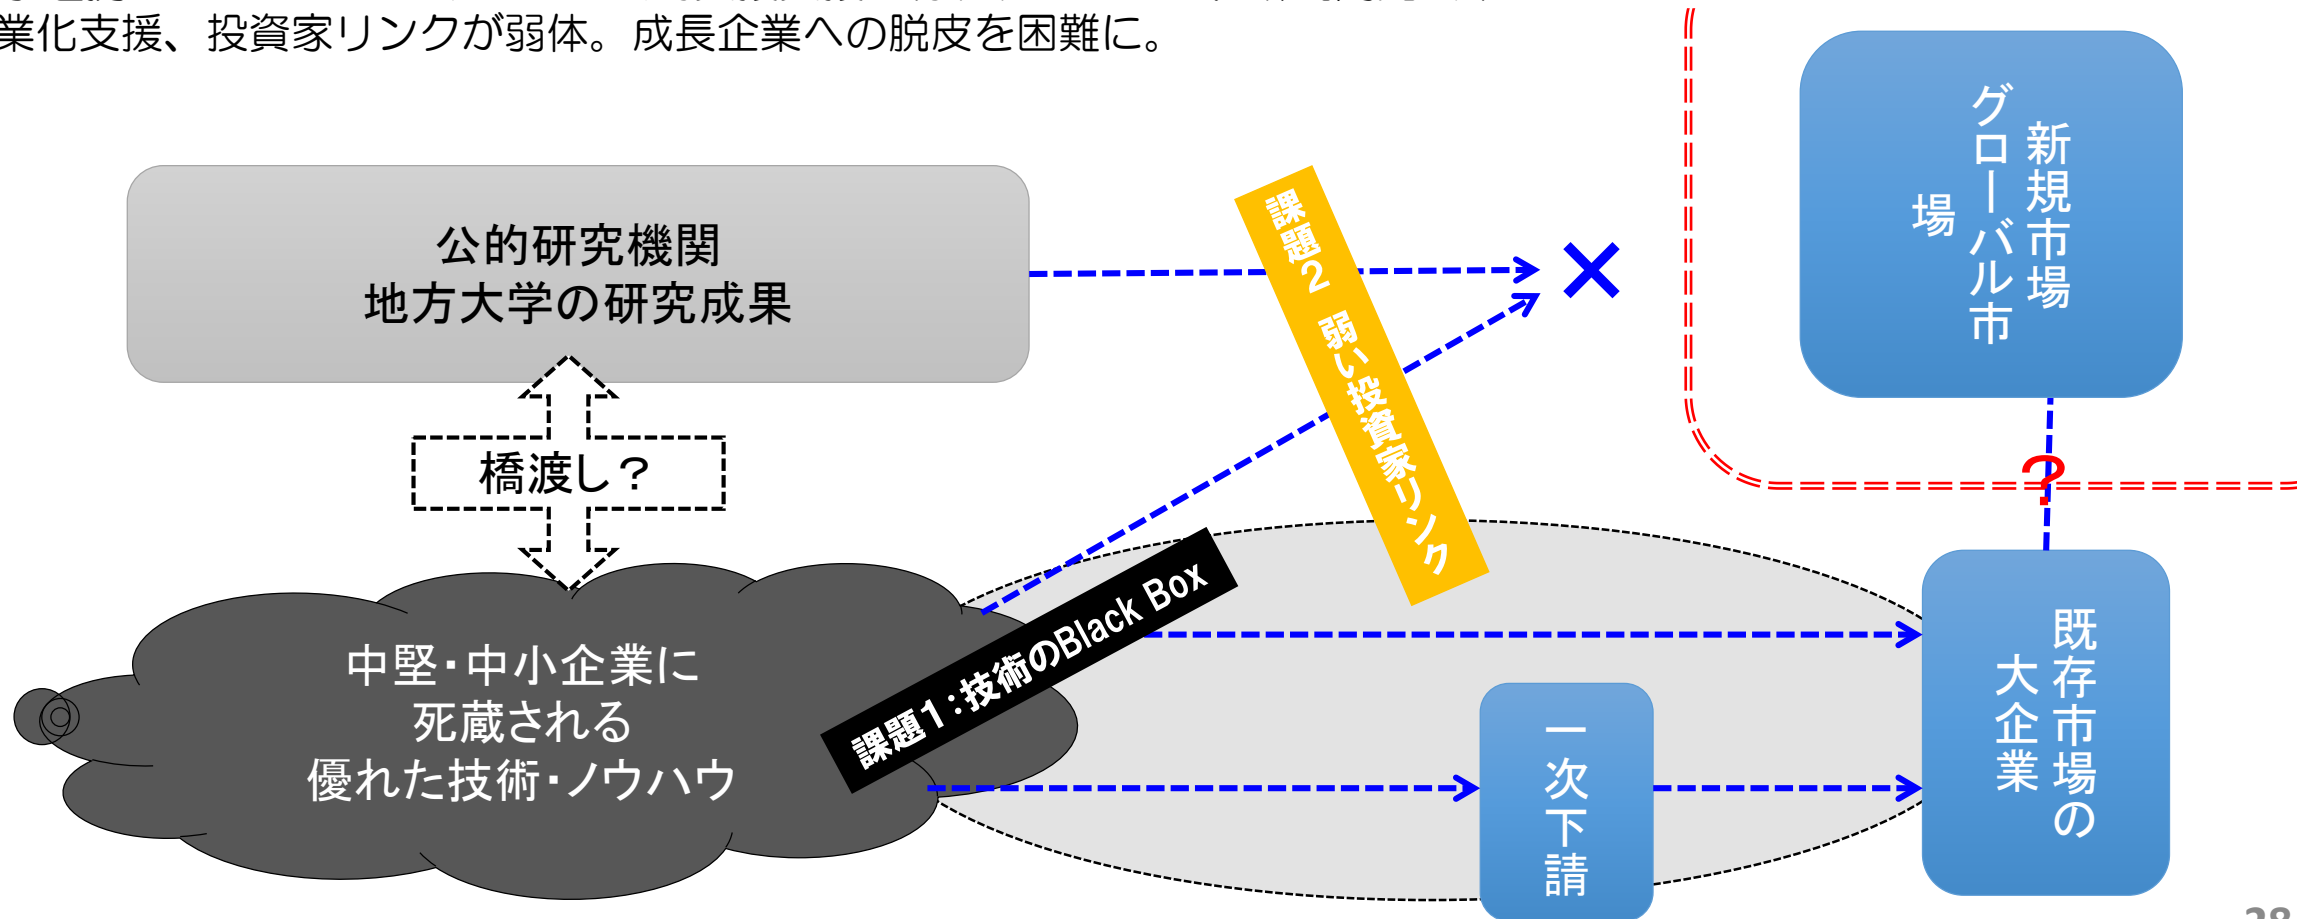 業化支援、投資家リンクが弱体。成長企業への脱皮を困難に。
公的研究機関
地方大学の研究成果
橋渡し？
中堅・中小企業に
死蔵される
優れた技術・ノウハウ
課題１：技術のBlack Box
課題２　弱い投資家リンク
×
新規市場
グローバル市
場
？
既存市場の
大企業
一次下請